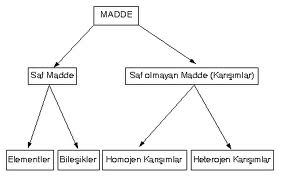 MADDE
Saf Madde
Saf olmayan Madde (Karışımlar)
Elementler
Bileşikler
Homojen Karışımlar
Heterojen Karışımlar